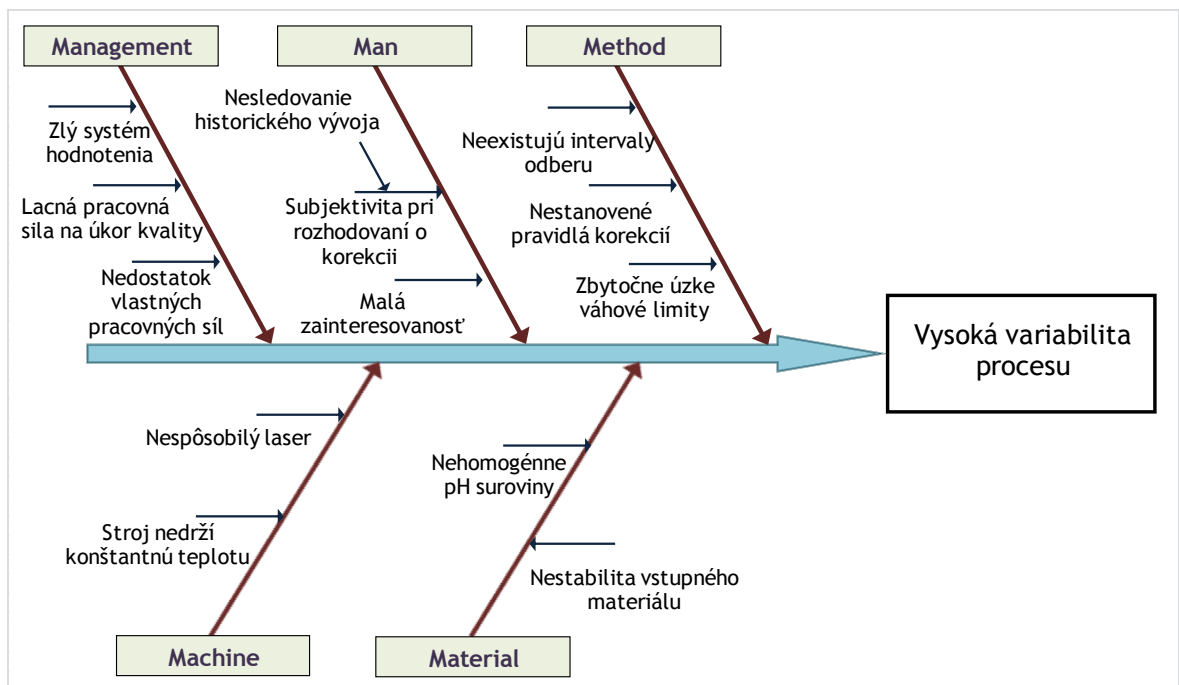 Management
Man
Method
Zlý systém
hodnotenia
Lacná pracovná
sila na úkor kvality
Nedostatok
vlastných
pracovných síl
Nesledovanie
historického vývoja
Subjektivita pri
rozhodovaní o
korekcii
Malá
zainteresovanosť
Neexistujú intervaly
odberu
Nestanovené
pravidlá korekcií
Zbytočne úzke
váhové limity
Vysoká variabilita
procesu
Nespôsobilý laser
Stroj nedrží
konštantnú teplotu
Nehomogénne
pH suroviny
Nestabilita vstupného
materiálu
Machine
Material